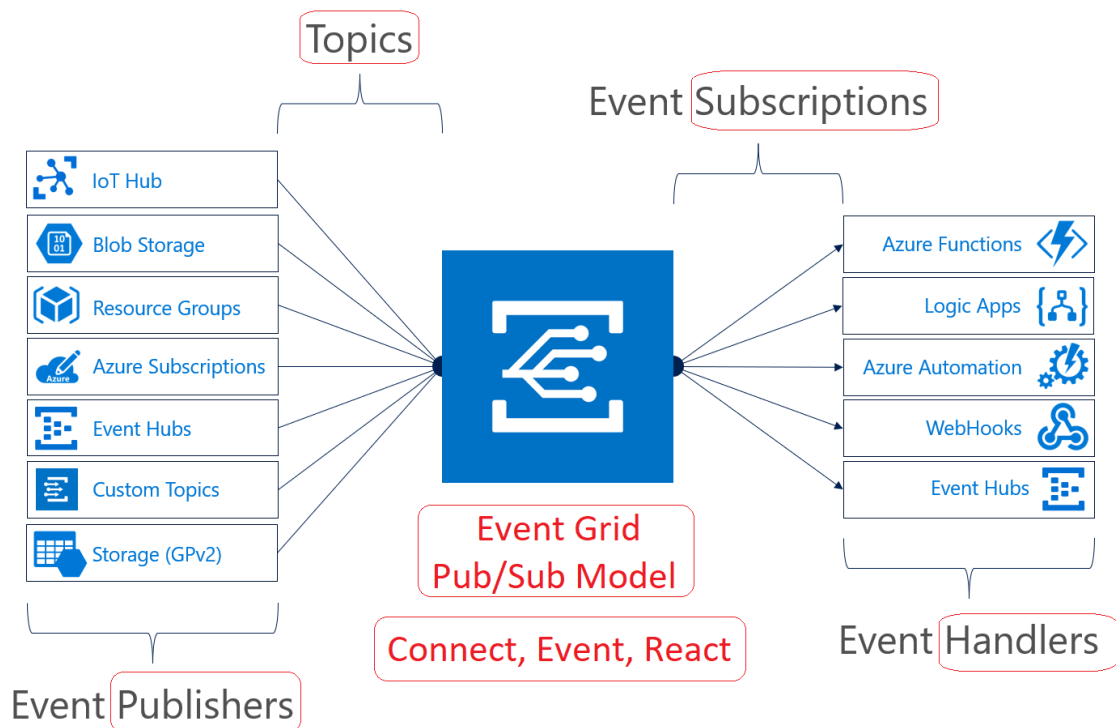 Topics
Event Subscriptions
IoT Hub
Blob Storage
Resource Groups
Azure Subscriptions
Azure
Event Hubs
Custom Topics
Storage (GPv2)
Event Publishers
10
01
Event Grid
Pub/Sub Model
Connect, Event, React
Azure Functions
Logic Apps
Azure Automation
WebHooks
Event Hubs
Event Handlers